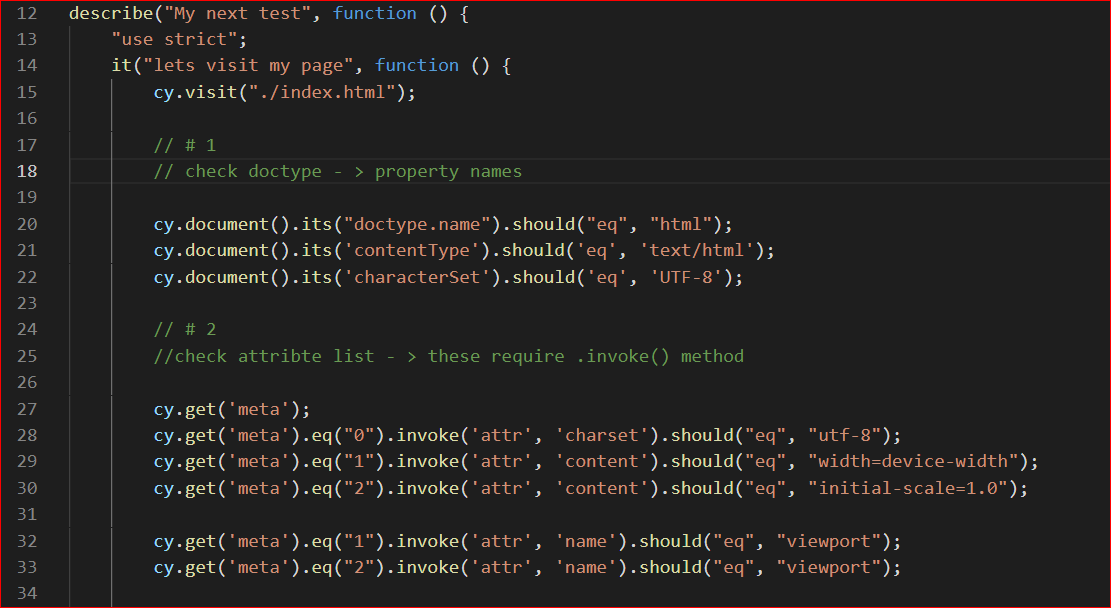 12 describe("My next test", function () {
13     "use strict";
14     it("lets visit my page", function () {
15         cy.visit("./index.html");
16
17         // # 1
18         // check doctype - > property names
19
20         cy.document().its("doctype.name").should("eq", "html");
21         cy.document().its('contentType').should('eq', 'text/html');
22         cy.document().its('characterSet').should('eq', 'UTF-8');
23
24         // # 2
25         //check attribte list - > these require .invoke() method
26
27         cy.get('meta');
28         cy.get('meta').eq("0").invoke('attr', 'charset').should("eq", "utf-8");
29         cy.get('meta').eq("1").invoke('attr', 'content').should("eq", "width=device-width");
30         cy.get('meta').eq("2").invoke('attr', 'content').should("eq", "initial-scale=1.0");
31
32         cy.get('meta').eq("1").invoke('attr', 'name').should("eq", "viewport");
33         cy.get('meta').eq("2").invoke('attr', 'name').should("eq", "viewport");
34